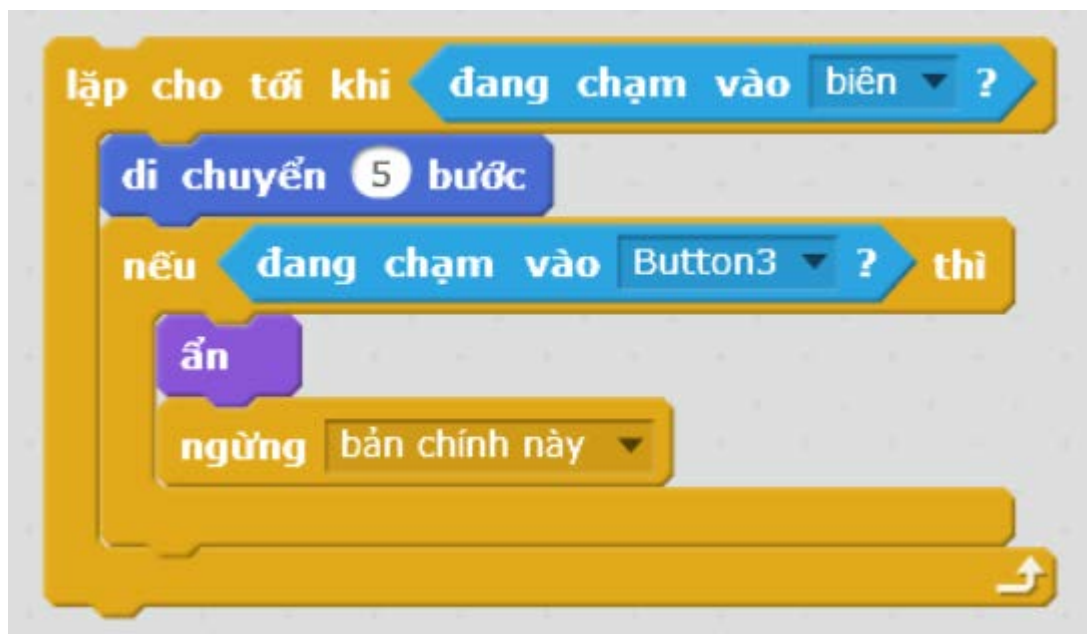 lặp cho tới khi đang chạm vào biên ?
di chuyển 5 bước
nếu đang chạm vào Button3 ? thì
ẩn
ngừng bản chính này